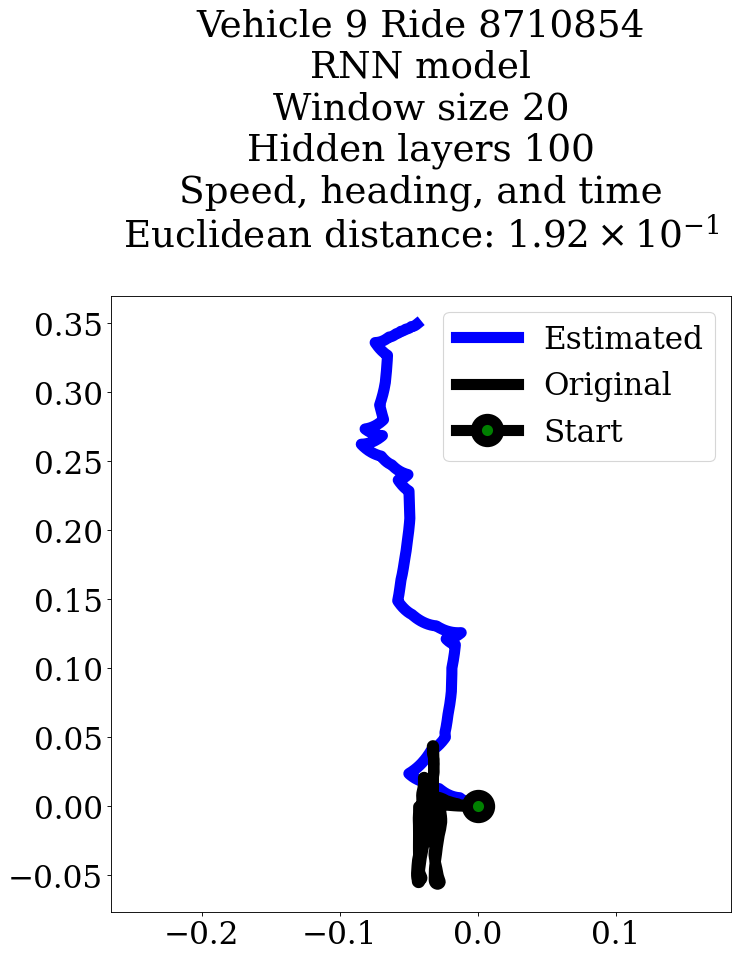 Vehicle 9 Ride 8710854
RNN model
Window size 20
Hidden layers 100
Speed, heading, and time
Euclidean distance: 1.92 × 10⁻¹
Estimated
Original
Start
0.35
0.30
0.25
0.20
0.15
0.10
0.05
0.00
−0.05
−0.2 −0.1 0.0 0.1